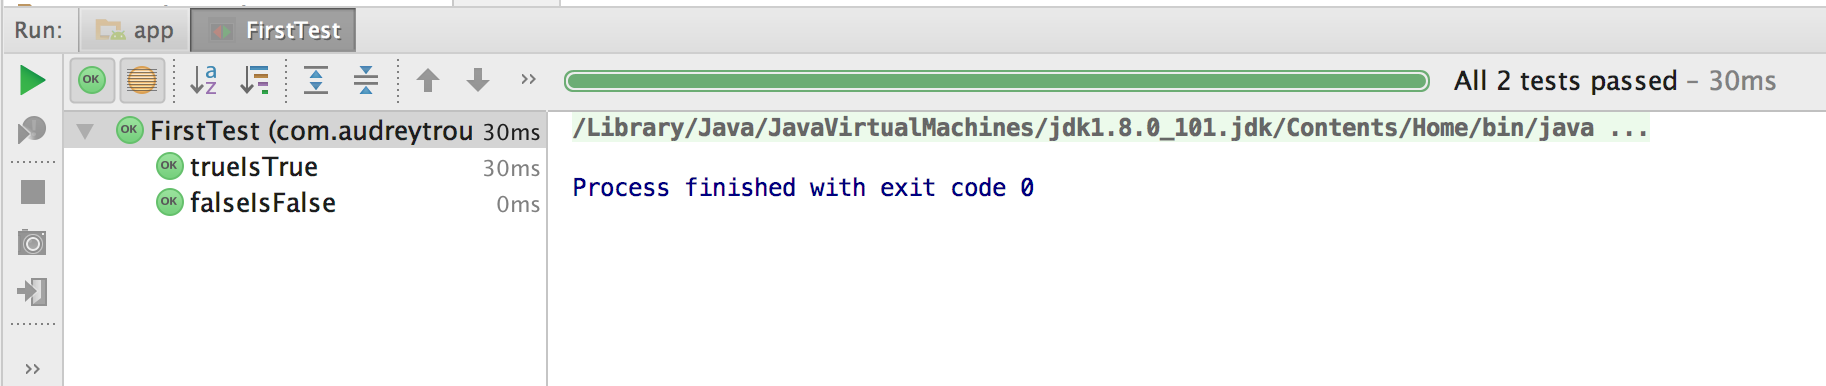 Run: app FirstTest
OK a z » All 2 tests passed – 30ms
OK FirstTest (com.audreytrou 30ms
OK trueIsTrue 30ms
OK falseIsFalse 0ms
/Library/Java/JavaVirtualMachines/jdk1.8.0_101.jdk/Contents/Home/bin/java ...
Process finished with exit code 0
»